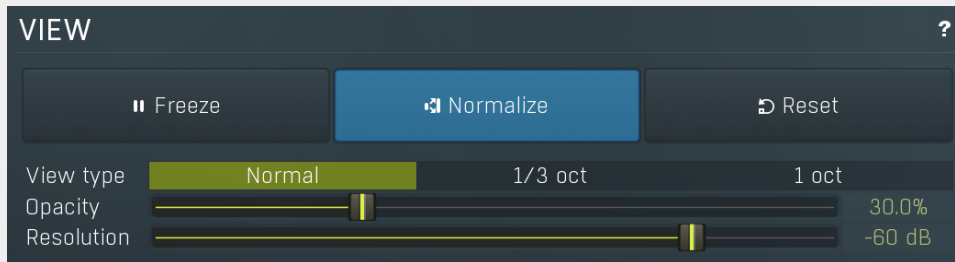 VIEW ?
Freeze Normalize Reset
View type Normal 1/3 oct 1 oct
Opacity 30.0%
Resolution -60 dB